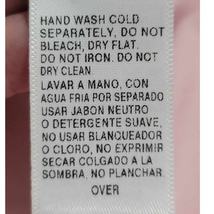 HAND WASH COLD
SEPARATELY, DO NOT
BLEACH, DRY FLAT.
DO NOT IRON. DO NOT
DRY CLEAN.
LAVAR A MANO, CON
AGUA FRIA POR SEPARADO
USAR JABON NEUTRO
O DETERGENTE SUAVE,
NO USAR BLANQUEADOR
O CLORO, NO EXPRIMIR
SECAR COLGADO A LA
SOMBRA, NO PLANCHAR.
OVER